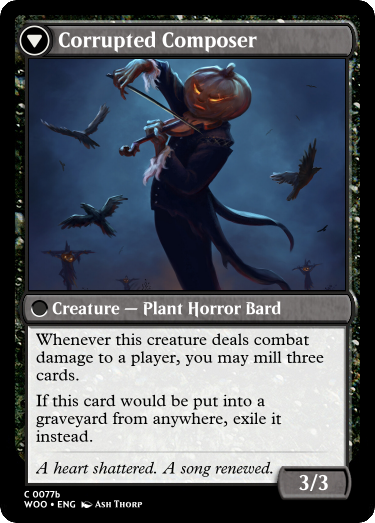 Corrupted Composer
Creature — Plant Horror Bard
Whenever this creature deals combat
damage to a player, you may mill three
cards.
If this card would be put into a
graveyard from anywhere, exile it
instead.
A heart shattered. A song renewed.
3/3
C 0077b
WOO • ENG Ash Thorp